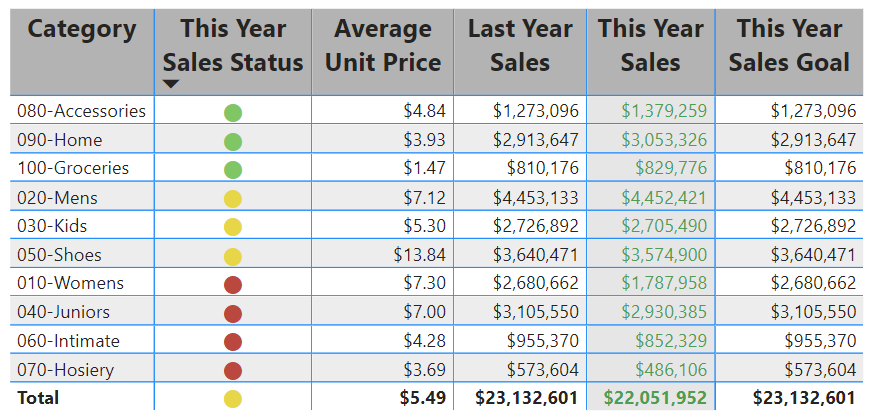 Category This Year Sales Status Average Unit Price Last Year Sales This Year Sales This Year Sales Goal
080-Accessories $4.84 $1,273,096 $1,379,259 $1,273,096
090-Home $3.93 $2,913,647 $3,053,326 $2,913,647
100-Groceries $1.47 $810,176 $829,776 $810,176
020-Mens $7.12 $4,453,133 $4,452,421 $4,453,133
030-Kids $5.30 $2,726,892 $2,705,490 $2,726,892
050-Shoes $13.84 $3,640,471 $3,574,900 $3,640,471
010-Womens $7.30 $2,680,662 $1,787,958 $2,680,662
040-Juniors $7.00 $3,105,550 $2,930,385 $3,105,550
060-Intimate $4.28 $955,370 $852,329 $955,370
070-Hosiery $3.69 $573,604 $486,106 $573,604
Total $5.49 $23,132,601 $22,051,952 $23,132,601